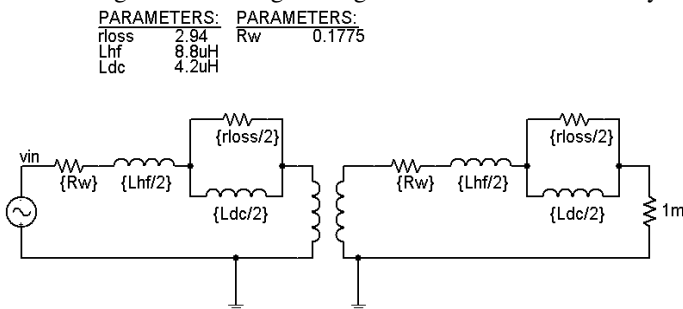 PARAMETERS: PARAMETERS:
rloss 2.94 Rw 0.1775
Lhf 8.8uH
Ldc 4.2uH
{rloss/2} {rloss/2}
vin
{Rw} {Lhf/2} {Rw} {Lhf/2}
{Ldc/2} {Ldc/2} 1m